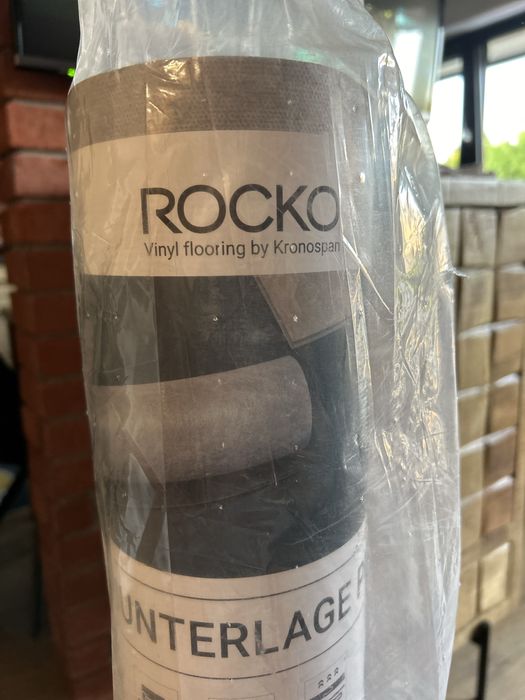 ROCKO
Vinyl flooring by Kronospan
UNTERLAGE P